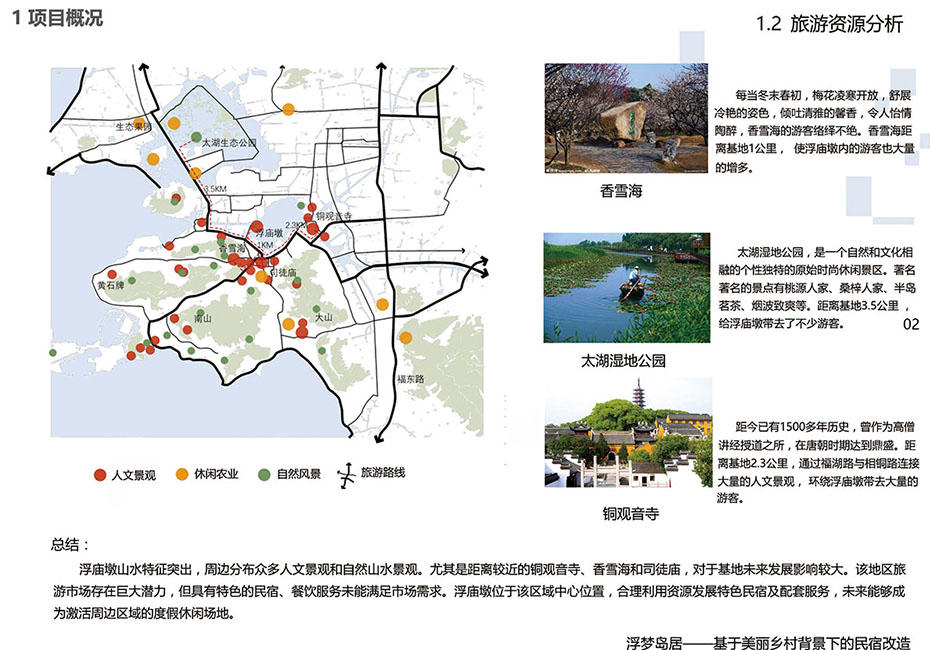 1 项目概况
1.2 旅游资源分析
生态果园
太湖生态公园
3.5KM
铜观音寺
2.3KM
浮庙墩
香雪海
1KM
司徒庙
黄石牌
南山
大山
福东路
人文景观
休闲农业
自然风景
旅游路线
每当冬末春初，梅花凌寒开放，舒展
冷艳的姿色，倾吐清雅的馨香，令人怡情
陶醉，香雪海的游客络绎不绝。香雪海距
离基地1公里， 使浮庙墩内的游客也大量
的增多。
香雪海
太湖湿地公园，是一个自然和文化相
融的个性独特的原始时尚休闲景区。著名
著名的景点有桃源人家、桑梓人家、半岛
茗茶、烟波致爽等。距离基地3.5公里 ，
给浮庙墩带去了不少游客。
02
太湖湿地公园
距今已有1500多年历史，曾作为高僧
讲经授道之所，在唐朝时期达到鼎盛。距
离基地2.3公里，通过福湖路与相铜路连接
大量的人文景观 ，环绕浮庙墩带去大量的
游客。
铜观音寺
总结：
浮庙墩山水特征突出，周边分布众多人文景观和自然山水景观。尤其是距离较近的铜观音寺、香雪海和司徒庙，对于基地未来发展影响较大。该地区旅
游市场存在巨大潜力，但具有特色的民宿、餐饮服务未能满足市场需求。浮庙墩位于该区域中心位置，合理利用资源发展特色民宿及配套服务，未来能够成
为激活周边区域的度假休闲场地。
浮梦岛居——基于美丽乡村背景下的民宿改造